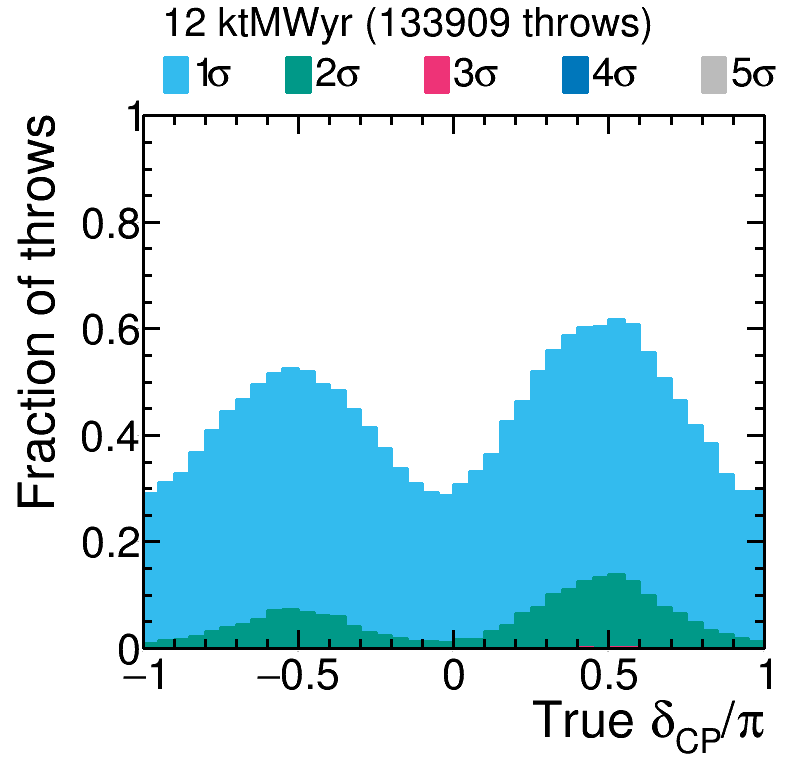 12 ktMWyr (133909 throws)
1σ 2σ 3σ 4σ 5σ
Fraction of throws
1
0.8
0.6
0.4
0.2
0
−1 −0.5 0 0.5 1
True δCP/π